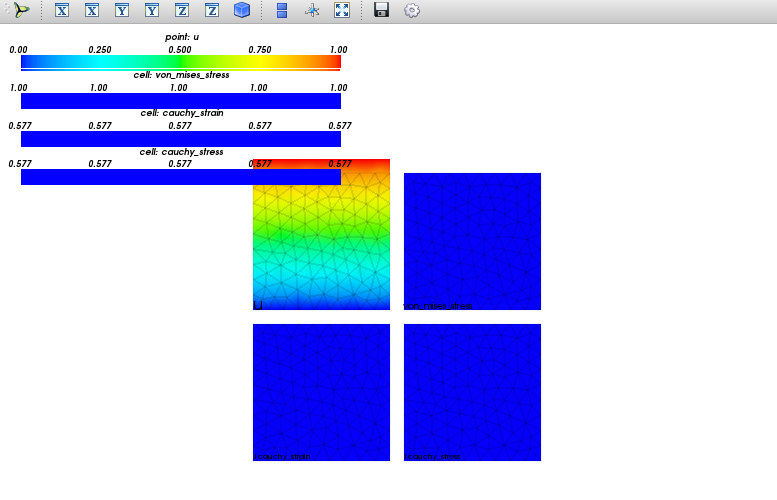 X X Y Y Z Z
point: u
0.00 0.250 0.500 0.750 1.00
cell: von_mises_stress
1.00 1.00 1.00 1.00 1.00
cell: cauchy_strain
0.577 0.577 0.577 0.577 0.577
cell: cauchy_stress
0.577 0.577 0.577 0.577 0.577
u
von_mises_stress
cauchy_strain
cauchy_stress